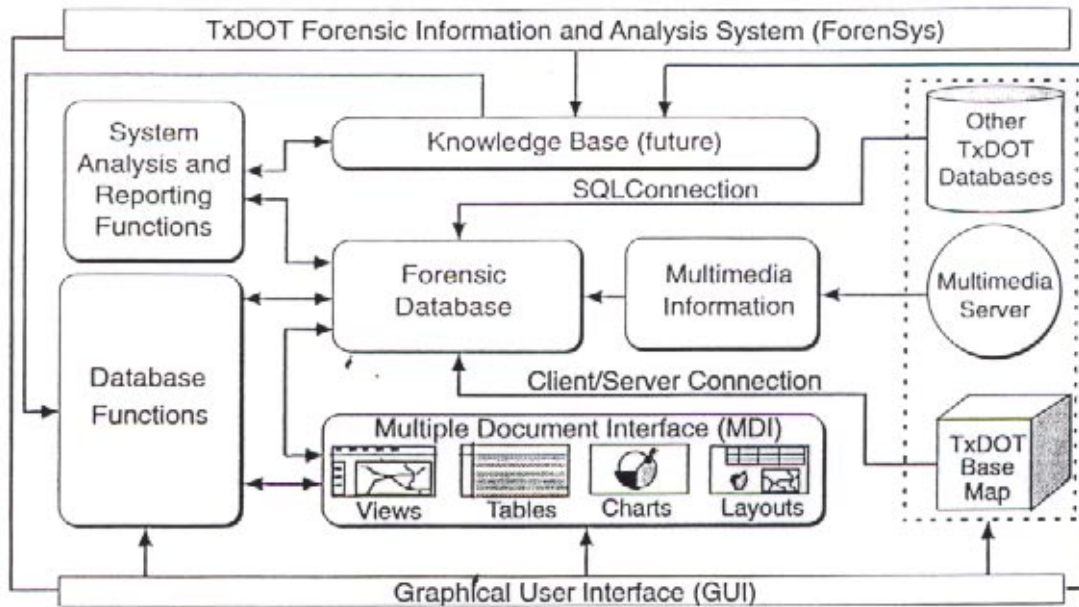 TxDOT Forensic Information and Analysis System (ForenSys)
System
Analysis and
Reporting
Functions
Knowledge Base (future)
Other
TxDOT
Databases
SQLConnection
Forensic
Database
Multimedia
Information
Multimedia
Server
Database
Functions
Client/Server Connection
Multiple Document Interface (MDI)
Views
Tables
Charts
Layouts
TxDOT
Base
Map
Graphical User Interface (GUI)